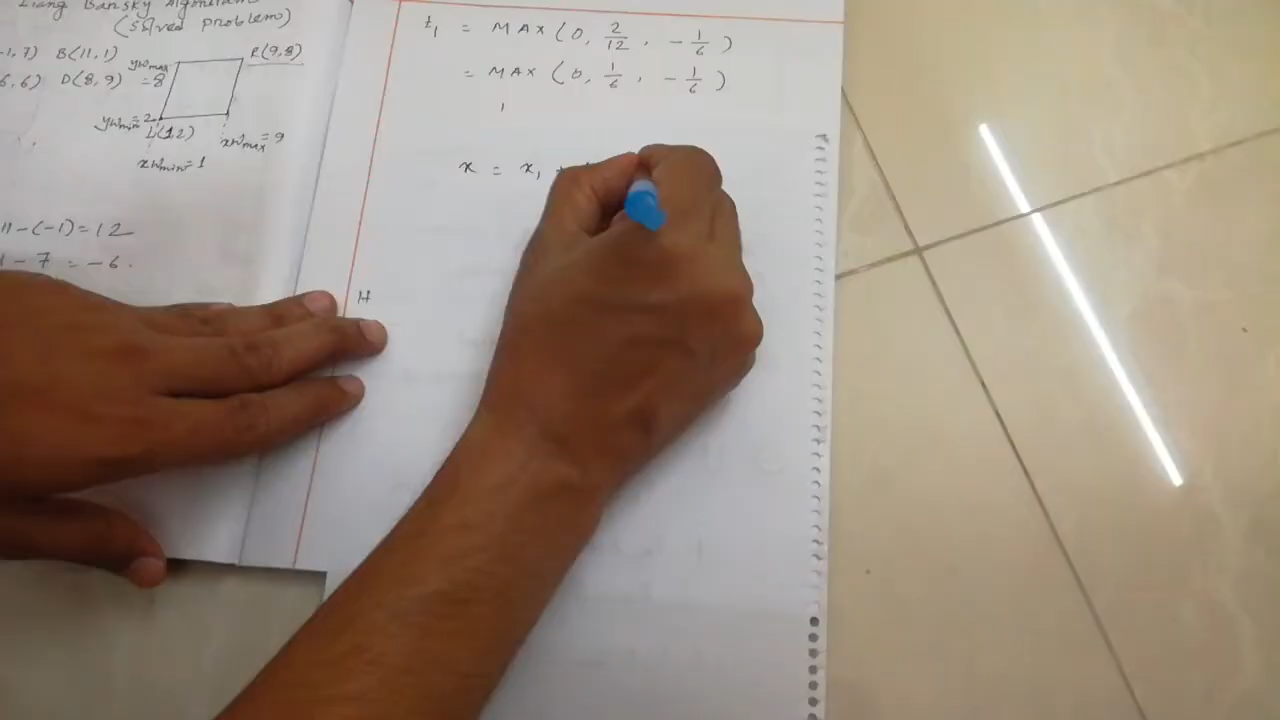 Liang Bansky Algorithm
(Solved problem)
-1, 7) B(11, 1)
6, 6) D(8, 9)
ywmax = 8
R(9,8)
ywmin = 2
L(1,2)
xwmax = 9
xwmin = 1
11 - (-1) = 12
- 7 = -6.
t₁ = MAX (0, 2/12, -1/6)
= MAX (0, 1/6, -1/6)
x = x₁ +